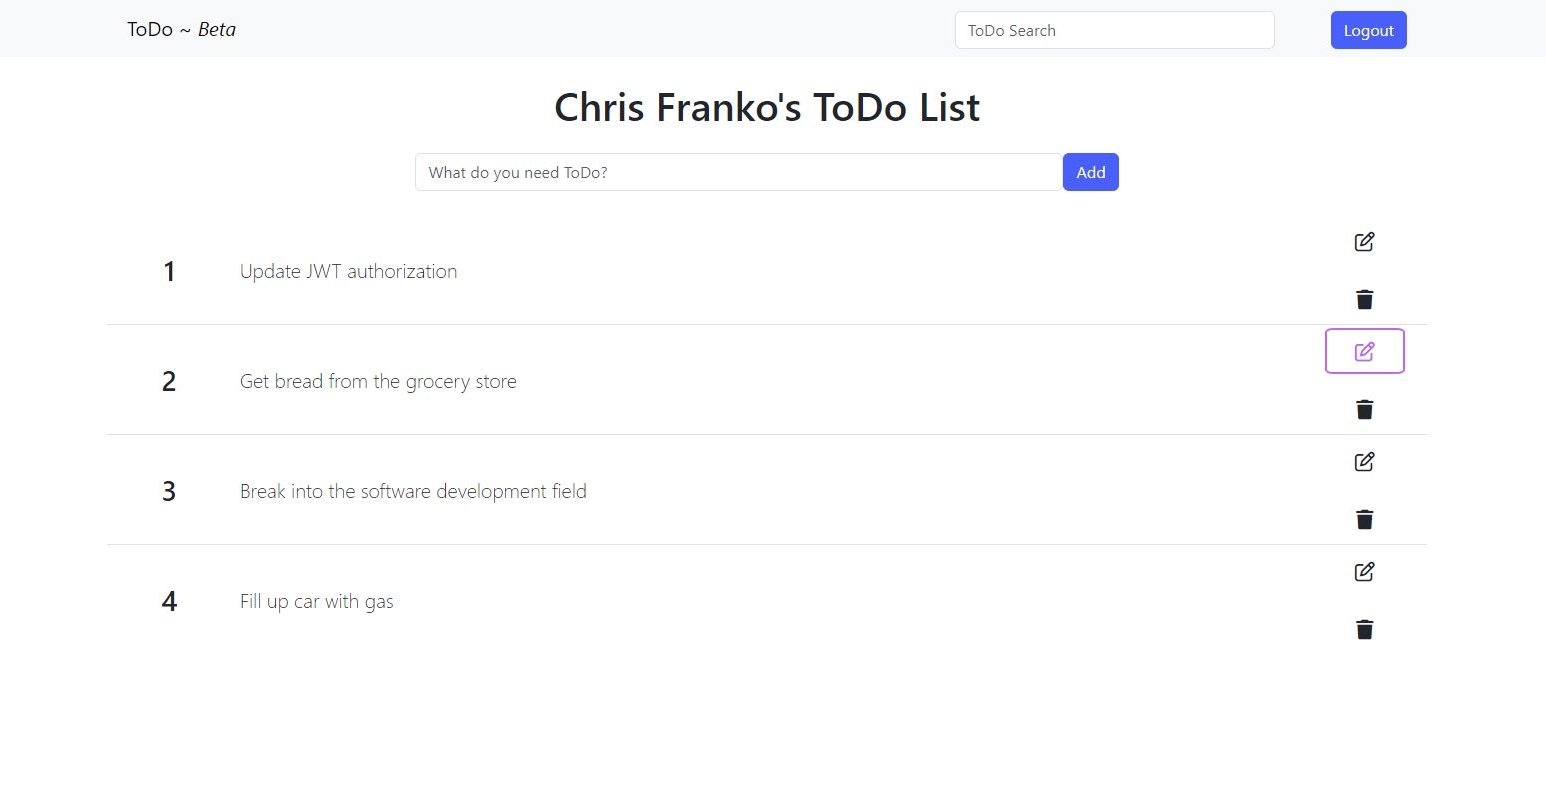 ToDo ~ Beta
ToDo Search
Logout
Chris Franko's ToDo List
What do you need ToDo?
Add
1 Update JWT authorization
2 Get bread from the grocery store
3 Break into the software development field
4 Fill up car with gas